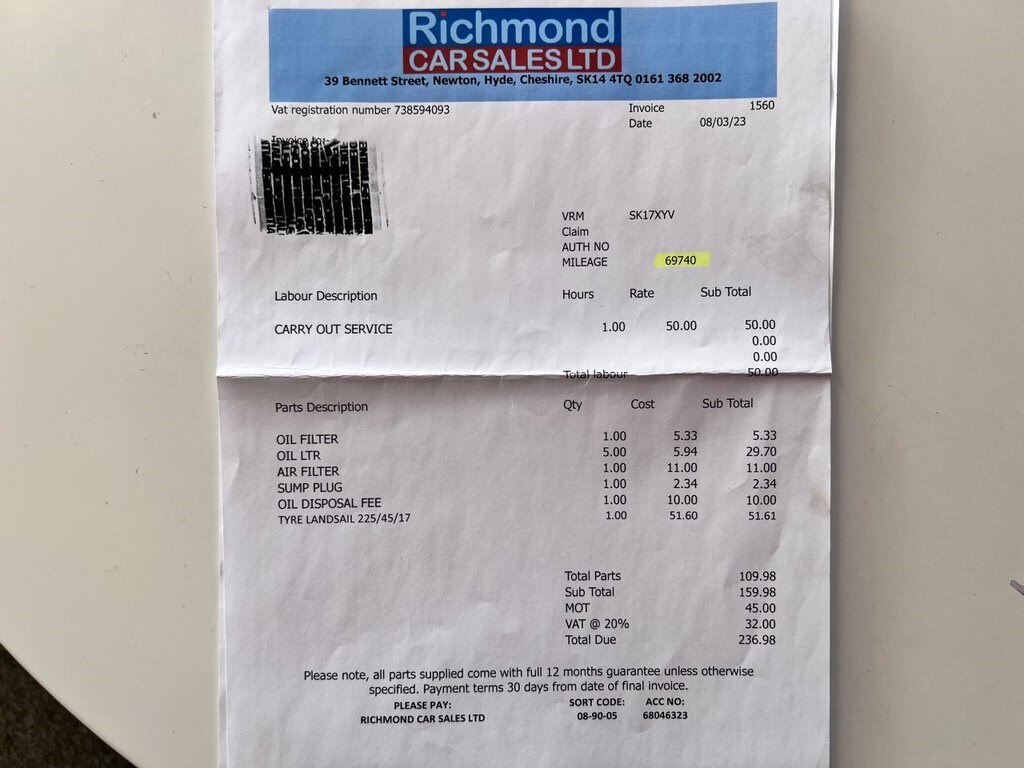 Richmond
CAR SALES LTD
39 Bennett Street, Newton, Hyde, Cheshire, SK14 4TQ 0161 368 2002
Vat registration number 738594093
Invoice 1560
Date 08/03/23
Invoice to:-
VRM SK17XYV
Claim
AUTH NO
MILEAGE 69740
Labour Description Hours Rate Sub Total
CARRY OUT SERVICE 1.00 50.00 50.00
0.00
0.00
Total labour 50.00
Parts Description Qty Cost Sub Total
OIL FILTER 1.00 5.33 5.33
OIL LTR 5.00 5.94 29.70
AIR FILTER 1.00 11.00 11.00
SUMP PLUG 1.00 2.34 2.34
OIL DISPOSAL FEE 1.00 10.00 10.00
TYRE LANDSAIL 225/45/17 1.00 51.60 51.61
Total Parts 109.98
Sub Total 159.98
MOT 45.00
VAT @ 20% 32.00
Total Due 236.98
Please note, all parts supplied come with full 12 months guarantee unless otherwise
specified. Payment terms 30 days from date of final invoice.
PLEASE PAY: SORT CODE: ACC NO:
RICHMOND CAR SALES LTD 08-90-05 68046323